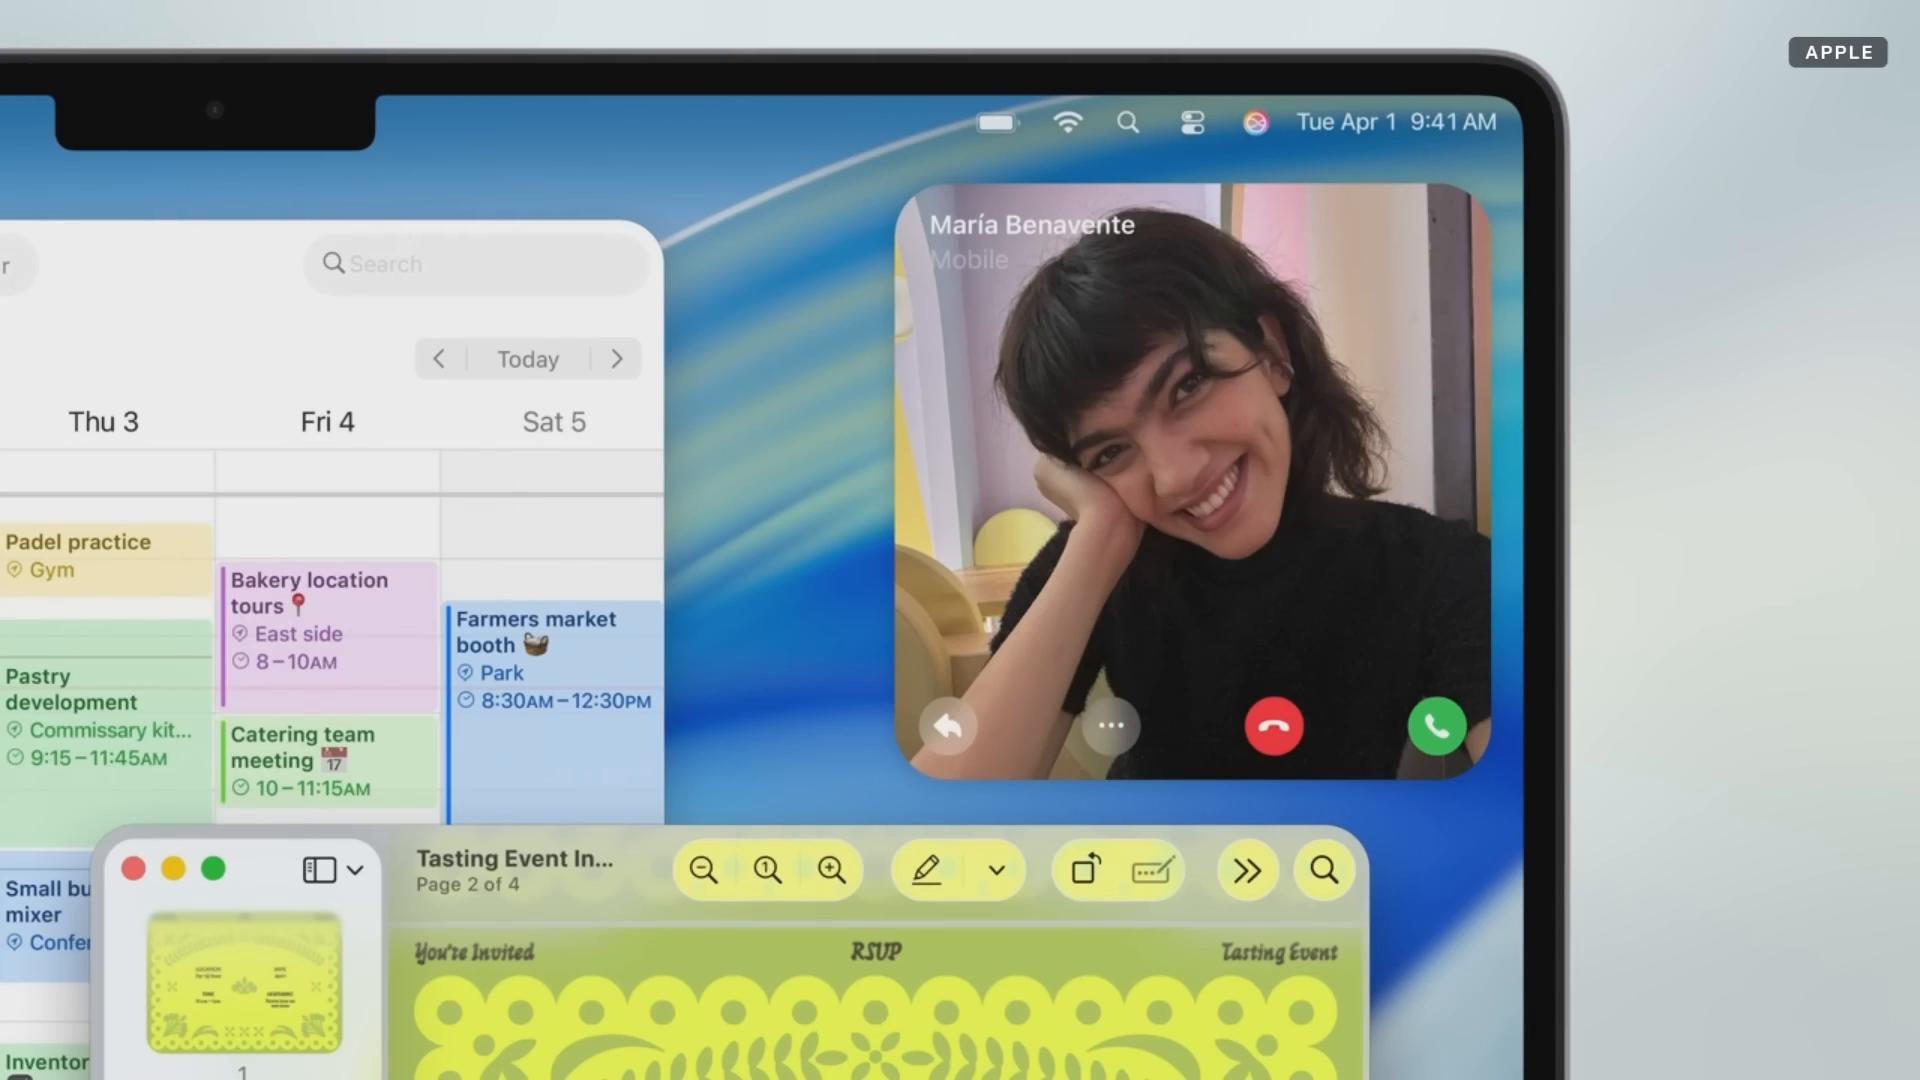 APPLE
Tue Apr 1 9:41 AM
María Benavente
Mobile
r
Search
Today
Thu 3
Fri 4
Sat 5
Padel practice
Gym
Pastry
development
Commissary kit...
9:15 – 11:45AM
Small bu
mixer
Confer
Inventor
Bakery location
tours
East side
8 – 10AM
Catering team
meeting 17
10 – 11:15AM
Farmers market
booth
Park
8:30AM – 12:30PM
Tasting Event In...
Page 2 of 4
1
You're Invited
RSUP
Tasting Event
1